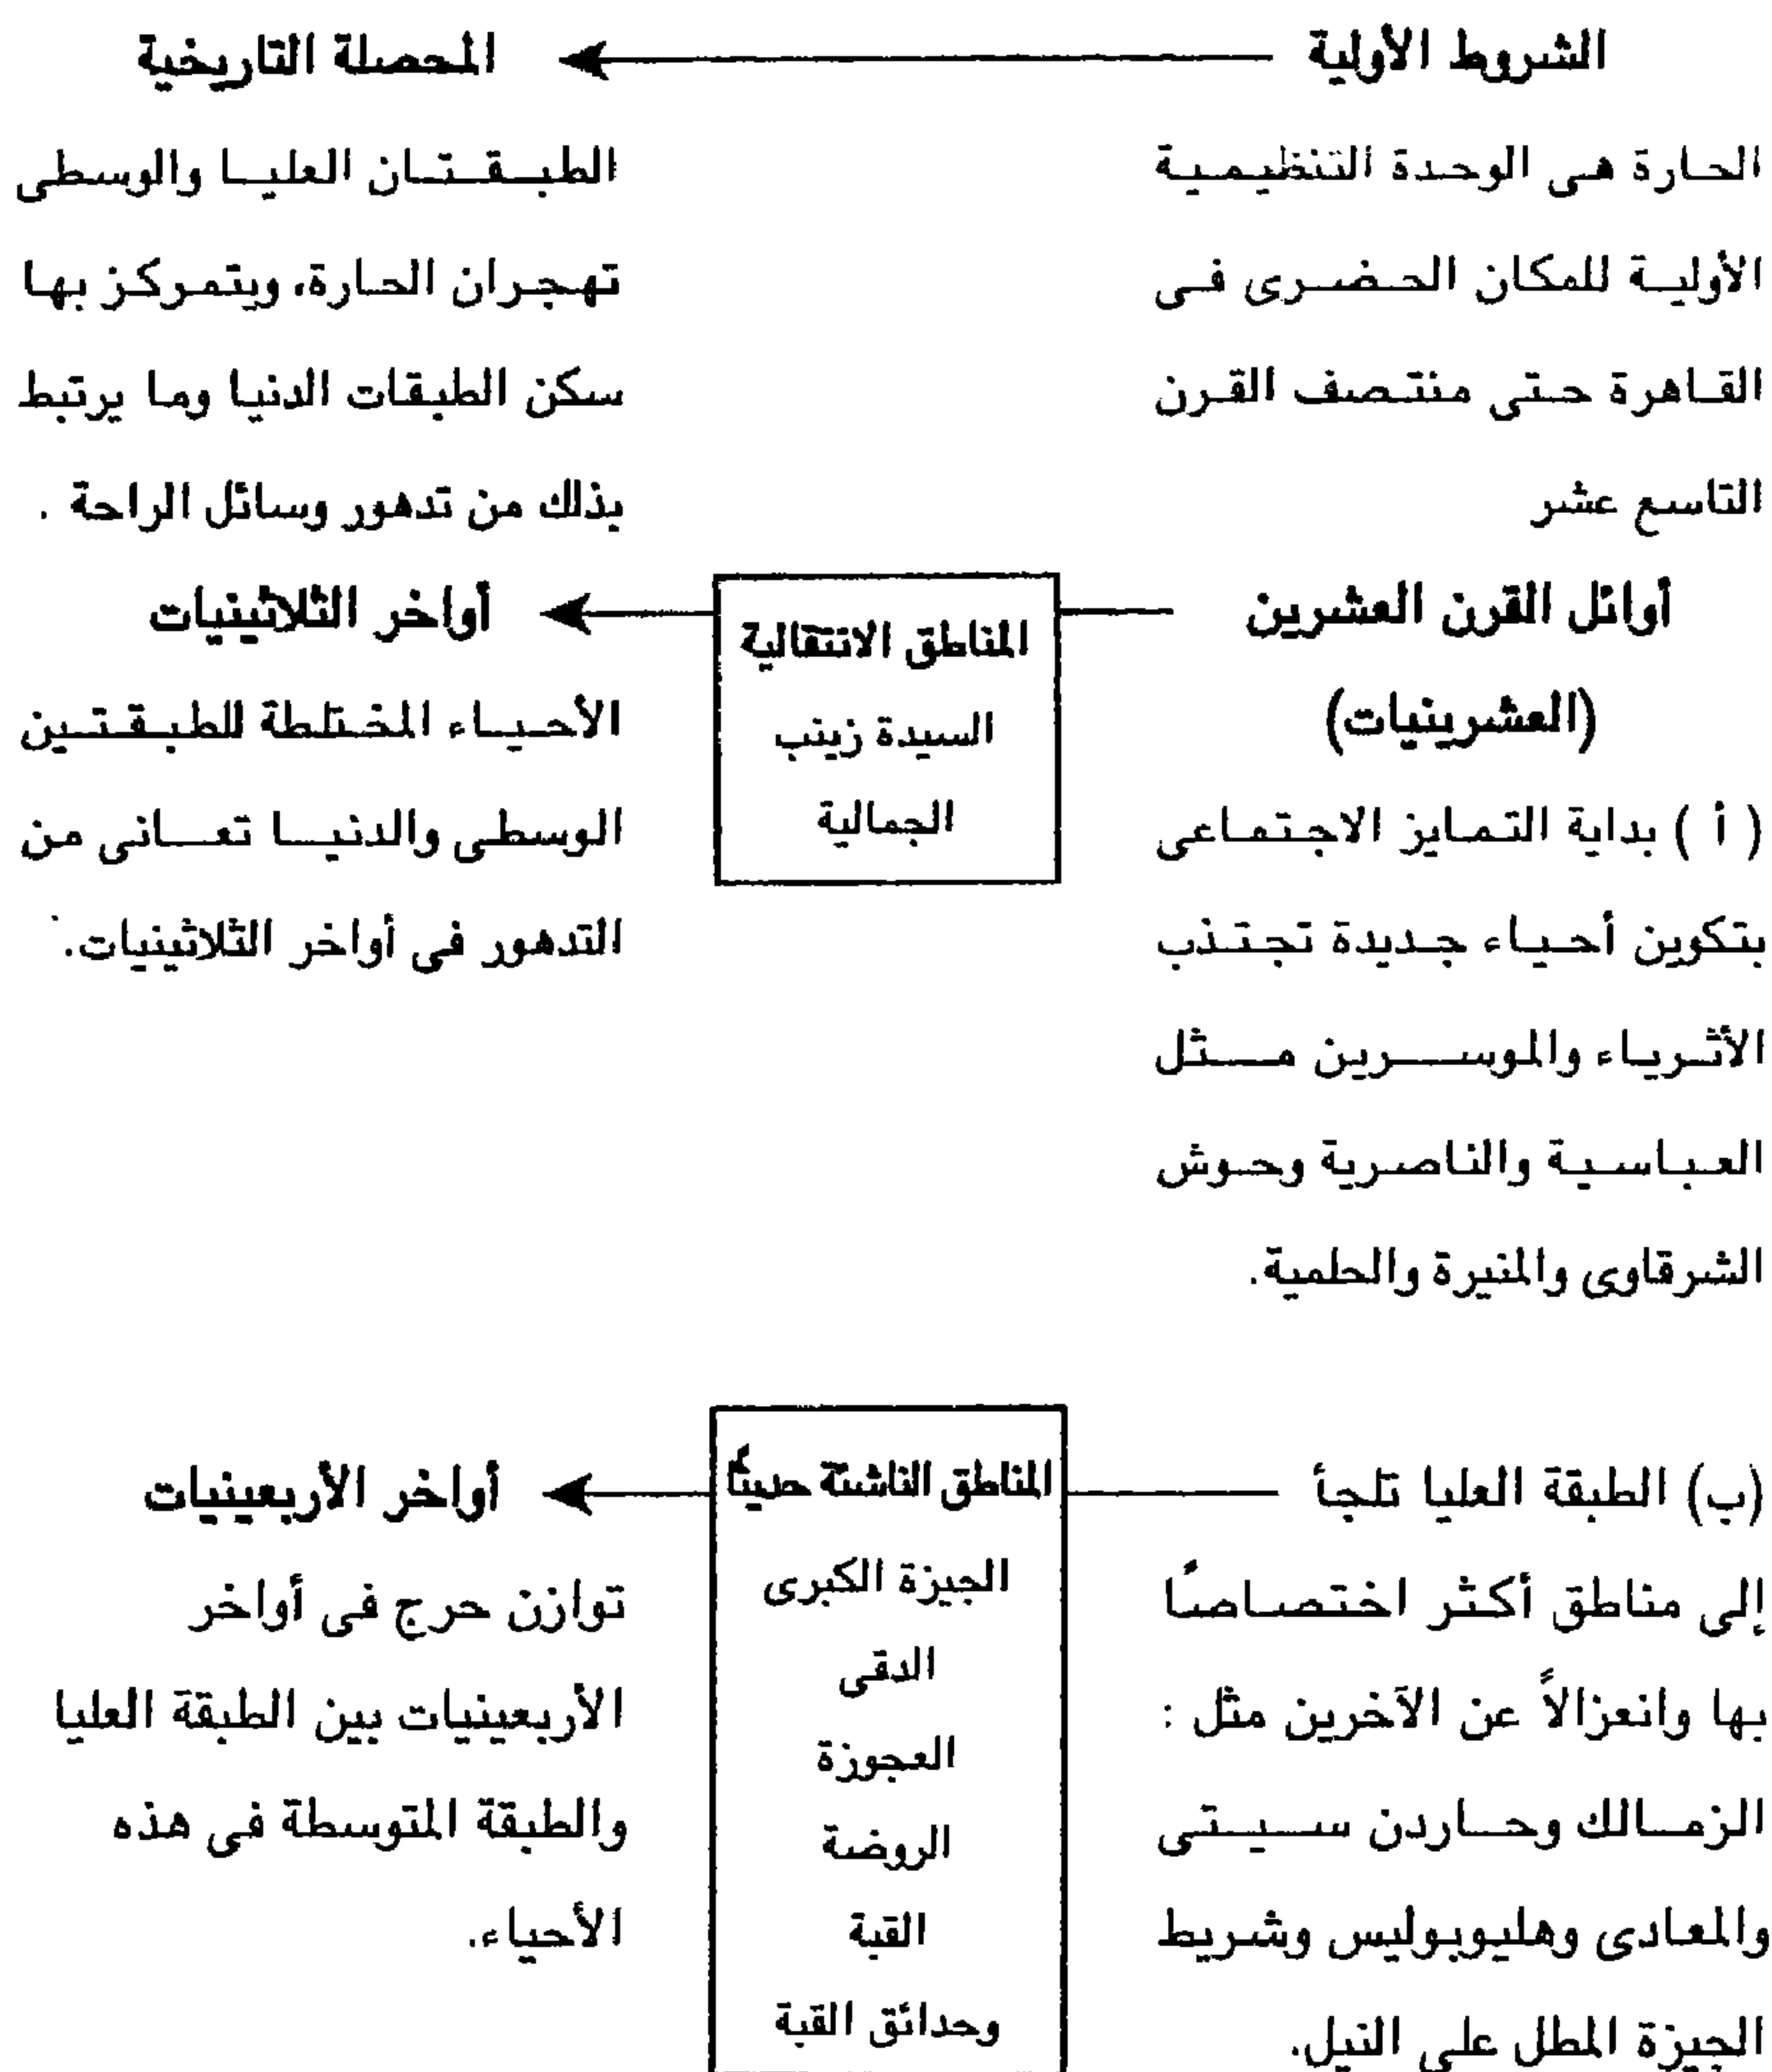 الشروط الأولية
المحصلة التاريخية
الحارة هى الوحدة التنظيمية
الأولية للمكان الحضرى فى
القاهرة حتى منتصف القرن
التاسع عشر
الطبقتان العليا والوسطى
تهجران الحارة، ويتمركز بها
سكن الطبقات الدنيا وما يرتبط
بذلك من تدهور وسائل الراحة .
أوائل القرن العشرين
(العشرينيات)
( أ ) بداية التمايز الاجتماعى
بتكوين أحياء جديدة تجتذب
الأثرياء والموسرين مثل
العباسية والناصرية وحوش
الشرقاوى والمنيرة والحلمية.
المناطق الانتقالية
السيدة زينب
الجمالية
أواخر الثلاثينيات
الأحياء المختلطة للطبقتين
الوسطى والدنيا تعانى من
التدهور فى أواخر الثلاثينيات.
(ب) الطبقة العليا تلجأ
إلى مناطق أكثر اختصاصًا
بها وانعزالاً عن الآخرين مثل :
الزمالك وحاردن سيتى
والمعادى وهليوبوليس وشريط
الجيزة المطل على النيل.
المناطق الناشئة حديثًا
الجيزة الكبرى
الدقى
العجوزة
الروضة
القبة
وحدائق القبة
أواخر الأربعينيات
توازن حرج فى أواخر
الأربعينيات بين الطبقة العليا
والطبقة المتوسطة فى هذه
الأحياء.